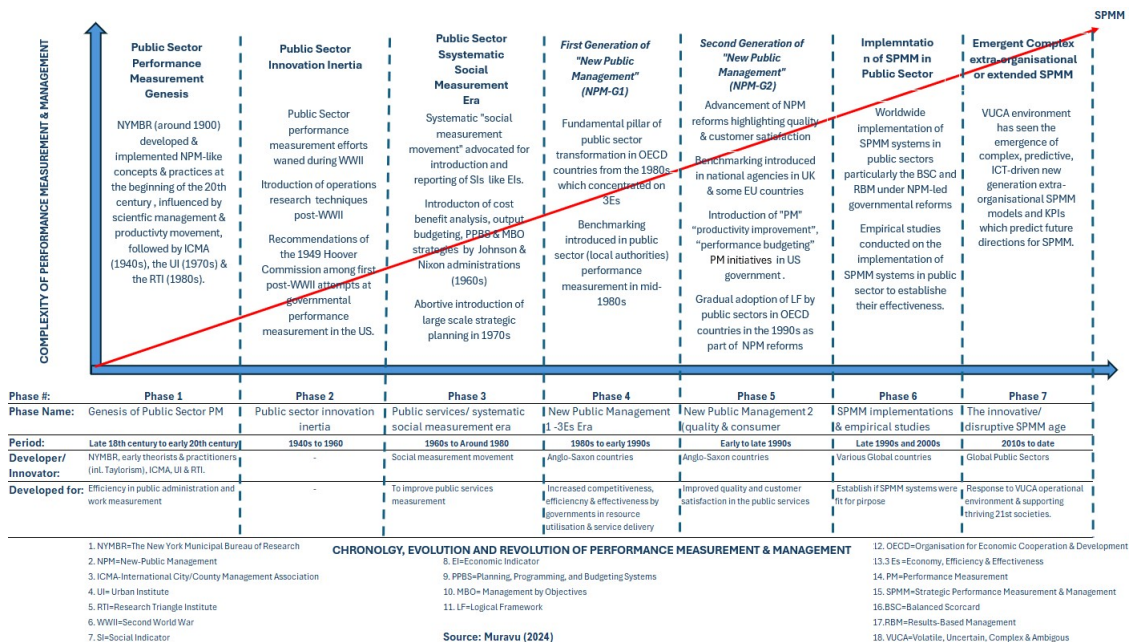 SPMM
COMPLEXITY OF PERFORMANCE MEASUREMENT & MANAGEMENT
Public Sector
Performance
Measurement
Genesis
NYMBR (around 1900)
developed &
implemented NPM-like
concepts & practices at
the beginning of the 20th
century , influenced by
scientfic management &
productivty movement,
followed by ICMA
(1940s), the UI (1970s) &
the RTI (1980s).
Public Sector
Innovation Inertia
Public Sector
performance
measurement efforts
waned during WWII
Itroduction of operations
research techniques
post-WWII
Recommendations of
the 1949 Hoover
Commission among first
post-WWII attempts at
governmental
performance
measurement in the US.
Public Sector
Ssystematic
Social
Measurement
Era
Systematic "social
measurement
movement" advocated for
introduction and
reporting of SIs like EIs.
Introducton of cost
benefit analysis, output
budgeting, PPBS & MBO
strategies by Johnson &
Nixon administrations
(1960s)
Abortive introduction of
large scale strategic
planning in 1970s
First Generation of
"New Public
Management"
(NPM-G1)
Fundamental pillar of
public sector
transformation in OECD
countries from the 1980s
which concentrated on
3Es
Benchmarking
introduced in public
sector (local authorities)
performance
measurement in mid-
1980s
Second Generation of
"New Public
Management"
(NPM-G2)
Advancement of NPM
reforms highlighting quality
& customer satisfaction
Benchmarking introduced
in national agencies in UK
& some EU countries
Introduction of "PM"
"productivity improvement",
"performance budgeting"
PM initiatives in US
government .
Gradual adoption of LF by
public sectors in OECD
countries in the 1990s as
part of NPM reforms
Implemntatio
n of SPMM in
Public Sector
Worldwide
implementation of
SPMM systems in
public sectors
particularly the BSC and
RBM under NPM-led
governmental reforms
Empirical studies
conducted on the
implementation of
SPMM systems in public
sector to establishe
their effectiveness.
Emergent Complex
extra-organisational
or extended SPMM
VUCA environment
has seen the
emergence of
complex, predictive,
ICT-driven new
generation extra-
organisational SPMM
models and KPIs
which predict future
directions for SPMM.
Phase #: Phase 1 Phase 2 Phase 3 Phase 4 Phase 5 Phase 6 Phase 7
Phase Name: Genesis of Public Sector PM Public sector innovation Public services/ systematic New Public Management New Public Management 2 SPMM implementations The innovative/
inertia social measurement era 1 -3Es Era (quality & consumer & empirical studies disruptive SPMM age
Period: Late 18th century to early 20th century 1940s to 1960 1960s to Around 1980 1980s to early 1990s Early to late 1990s Late 1990s and 2000s 2010s to date
Developer/ NYMBR, early theorists & practitioners - Social measurement movement Anglo-Saxon countries Anglo-Saxon countries Various Global countries Global Public Sectors
Innovator: (inl. Taylorism), ICMA, UI & RTI.
Developed for: Efficiency in public administration and - To improve public services Increased competitiveness, Improved quality and customer Establish if SPMM systems were Response to VUCA operational
work measurement measurement efficiencny & effectiveness by satisfaction in the public services fit for pirpose environment & supporting
governments in resource thriving 21st societies.
utilisation & service delivery
CHRONOLGY, EVOLUTION AND REVOLUTION OF PERFORMANCE MEASUREMENT & MANAGEMENT
1. NYMBR=The New York Municipal Bureau of Research
2. NPM=New-Public Management
3. ICMA-International City/County Management Association
4. UI= Urban Institute
5. RTI=Research Triangle Institute
6. WWII=Second World War
7. SI=Social Indicator
8. EI=Economic Indicator
9. PPBS=Planning, Programming, and Budgeting Systems
10. MBO= Management by Objectives
11. LF=Logical Framework
Source: Muravu (2024)
12. OECD=Organisation for Economic Cooperation & Development
13.3 Es =Economy, Efficiency & Effectiveness
14. PM=Performance Measurement
15. SPMM=Strategic Performance Measurement & Management
16.BSC=Balanced Scorcard
17.RBM=Results-Based Management
18. VUCA=Volatile, Uncertain, Complex & Ambigous